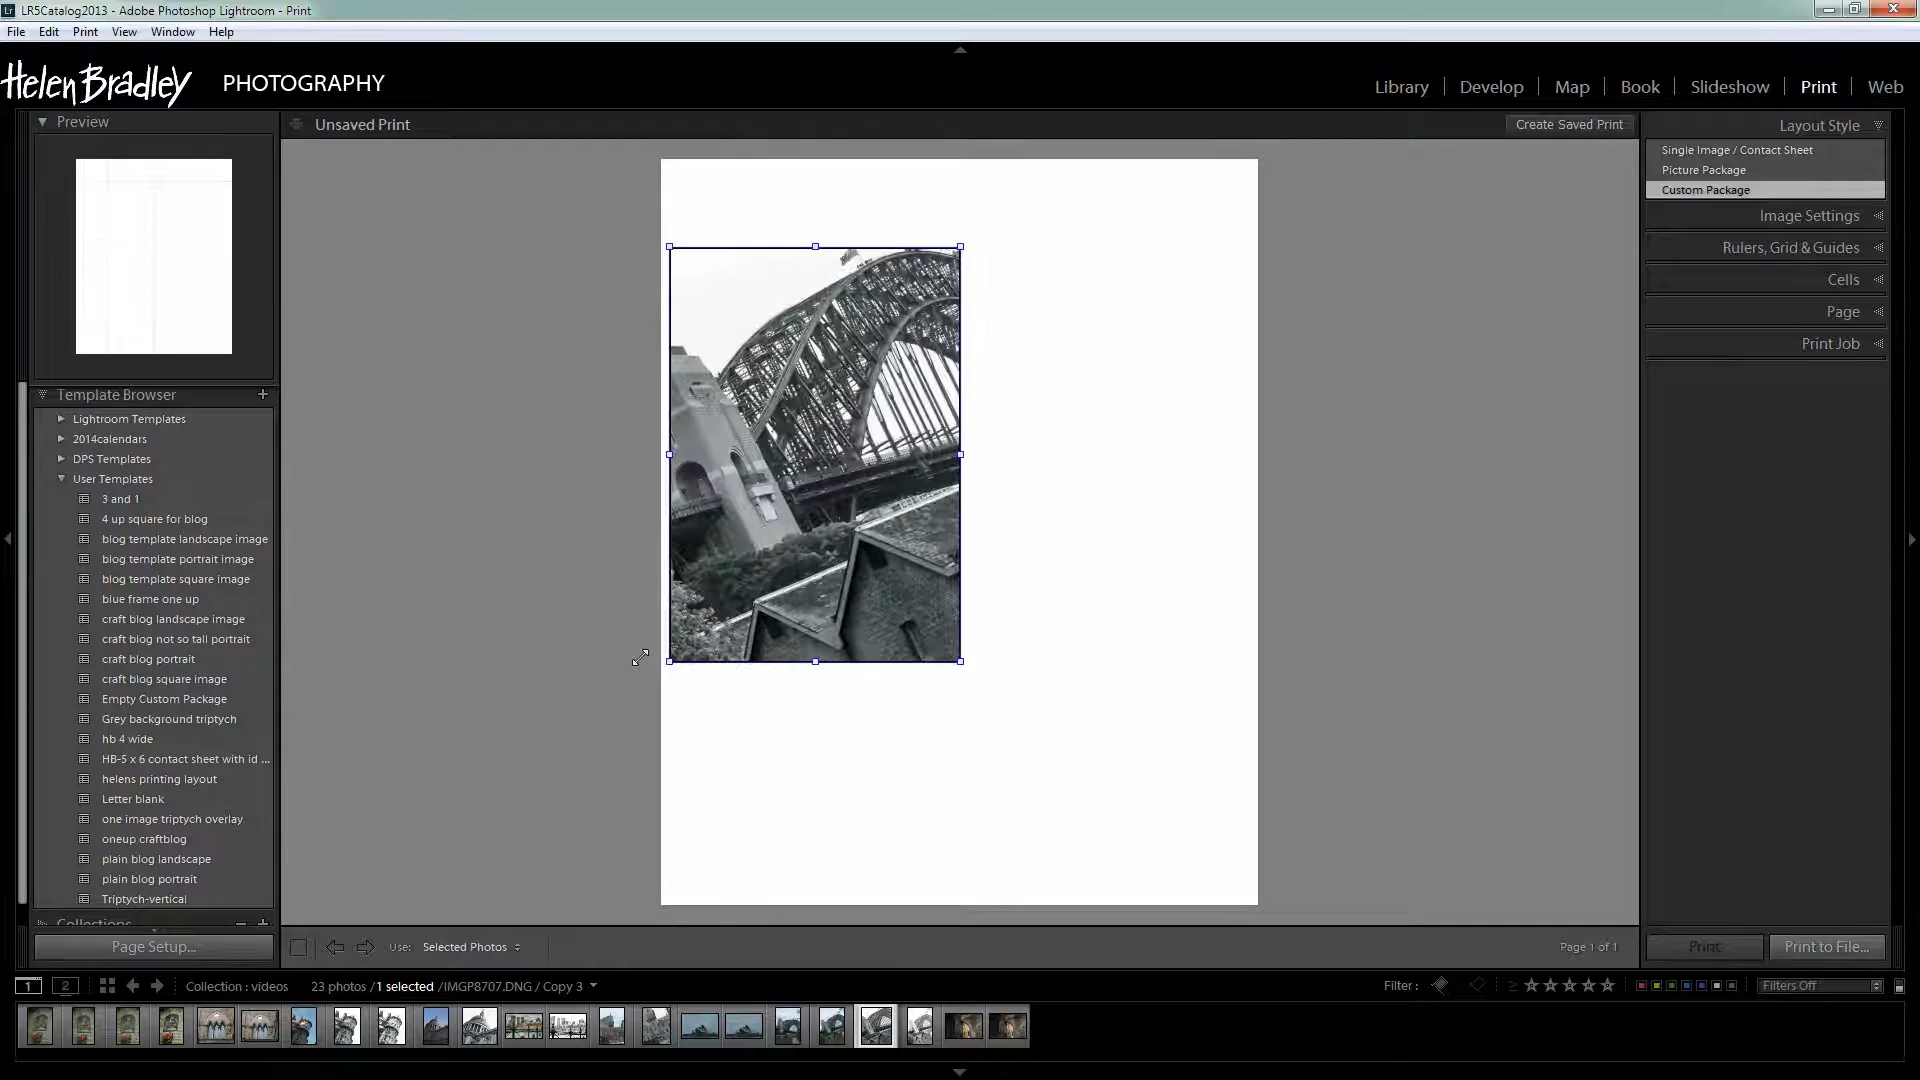 LR5Catalog2013 - Adobe Photoshop Lightroom - Print
File Edit Print View Window Help
Helen Bradley PHOTOGRAPHY
Library Develop Map Book Slideshow Print Web
Preview
Unsaved Print
Create Saved Print
Layout Style
Single Image / Contact Sheet
Picture Package
Custom Package
Image Settings
Rulers, Grid & Guides
Cells
Page
Print Job
Template Browser
Lightroom Templates
2014calendars
DPS Templates
User Templates
3 and 1
4 up square for blog
blog template landscape image
blog template portrait image
blog template square image
blue frame one up
craft blog landscape image
craft blog not so tall portrait
craft blog portrait
craft blog square image
Empty Custom Package
Grey background triptych
hb 4 wide
HB-5 x 6 contact sheet with id ...
helens printing layout
Letter blank
one image triptych overlay
oneup craftblog
plain blog landscape
plain blog portrait
Triptych-vertical
Collections
Page Setup...
Use: Selected Photos
Page 1 of 1
Print
Print to File...
1 2 Collection : videos 23 photos /1 selected /IMGP8707.DNG / Copy 3
Filter :
Filters Off